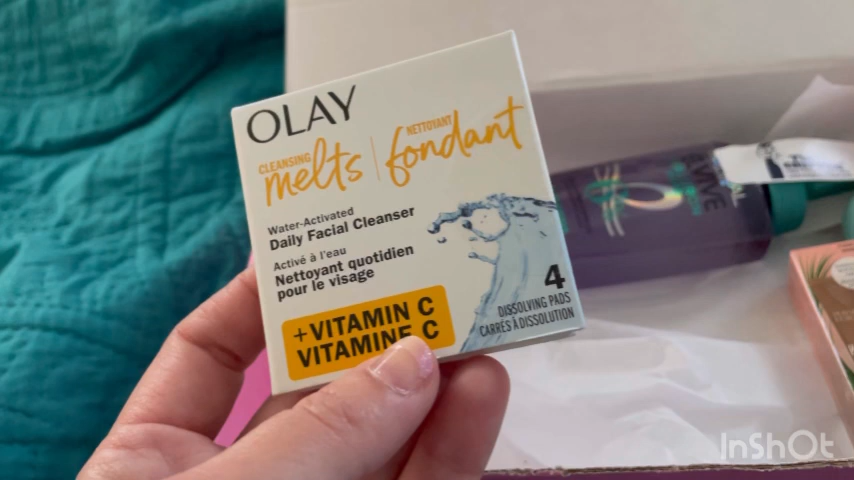 OLAY
CLEANSING
melts
NETTOYANT
fondant
Water-Activated
Daily Facial Cleanser
Activé à l'eau
Nettoyant quotidien
pour le visage
+VITAMIN C
VITAMINE C
4
DISSOLVING PADS
CARRÉS À DISSOLUTION
InShOt